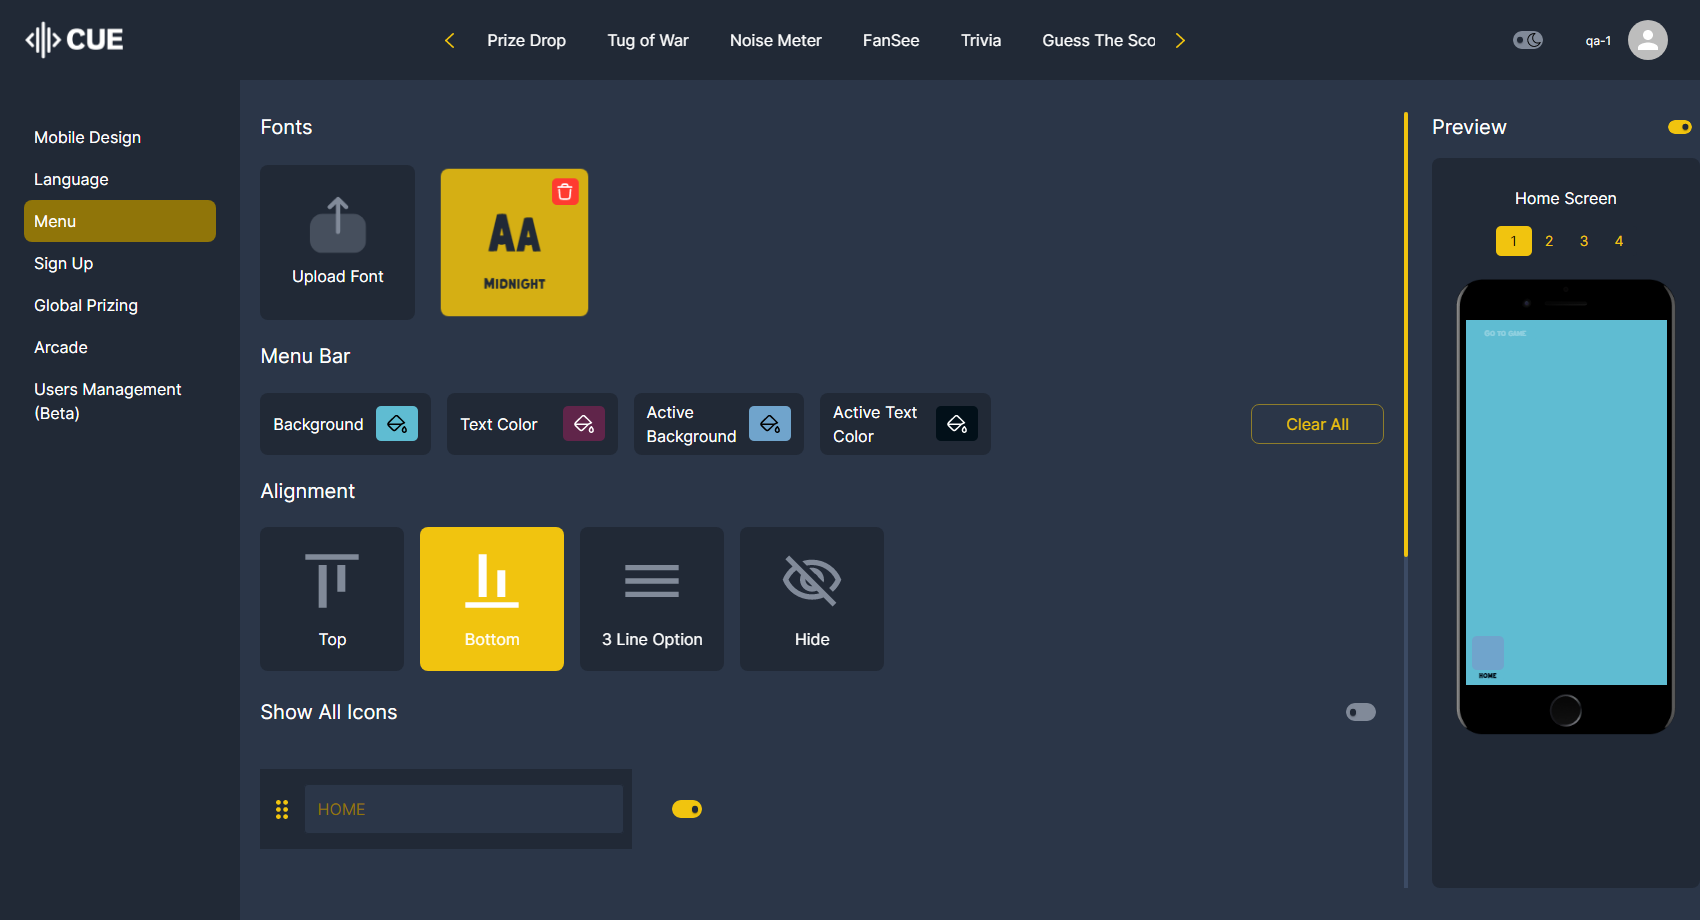 CUE
Prize Drop
Tug of War
Noise Meter
FanSee
Trivia
Guess The Sco
qa-1
Mobile Design
Language
Menu
Sign Up
Global Prizing
Arcade
Users Management
(Beta)
Fonts
Upload Font
AA
MIDNIGHT
Menu Bar
Background
Text Color
Active
Background
Active Text
Color
Clear All
Alignment
Top
Bottom
3 Line Option
Hide
Show All Icons
HOME
Preview
Home Screen
1 2 3 4
GO TO GAME
HOME